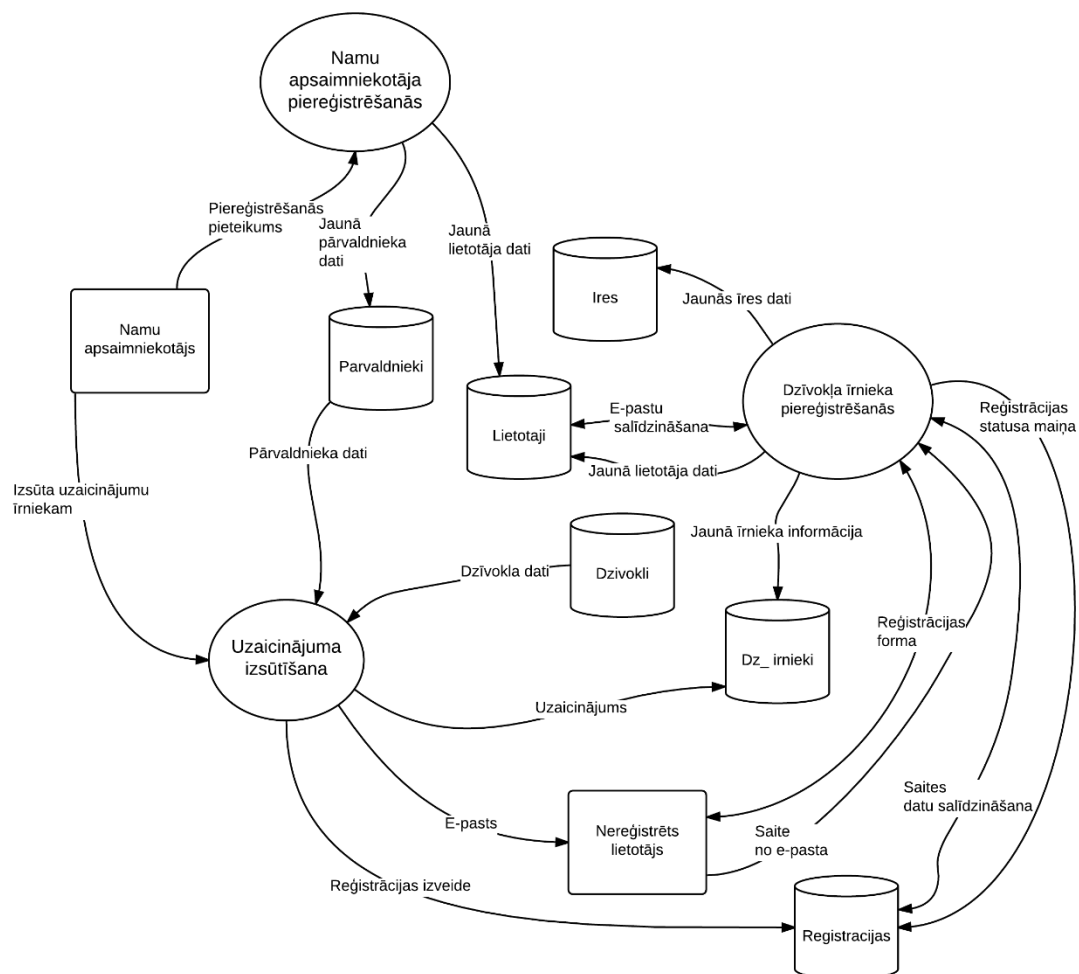 Namu
apsaimniekotāja
piereģistrēšanās
Piereģistrēšanās
pieteikums
Jaunā
pārvaldnieka
dati
Jaunā
lietotāja dati
Ires
Jaunās īres dati
Namu
apsaimniekotājs
Parvaldnieki
Dzīvokļa īrnieka
piereģistrēšanās
Reģistrācijas
statusa maiņa
Lietotaji
E-pastu
salīdzināšana
Jaunā lietotāja dati
Pārvaldnieka dati
Izsūta uzaicinājumu
īrniekam
Jaunā īrnieka informācija
Dzīvokla dati
Dzivokli
Reģistrācijas
forma
Uzaicinājuma
izsūtīšana
Dz_ irnieki
Uzaicinājums
Saites
datu salīdzināšana
E-pasts
Nereģistrēts
lietotājs
Saite
no e-pasta
Reģistrācijas izveide
Registracijas